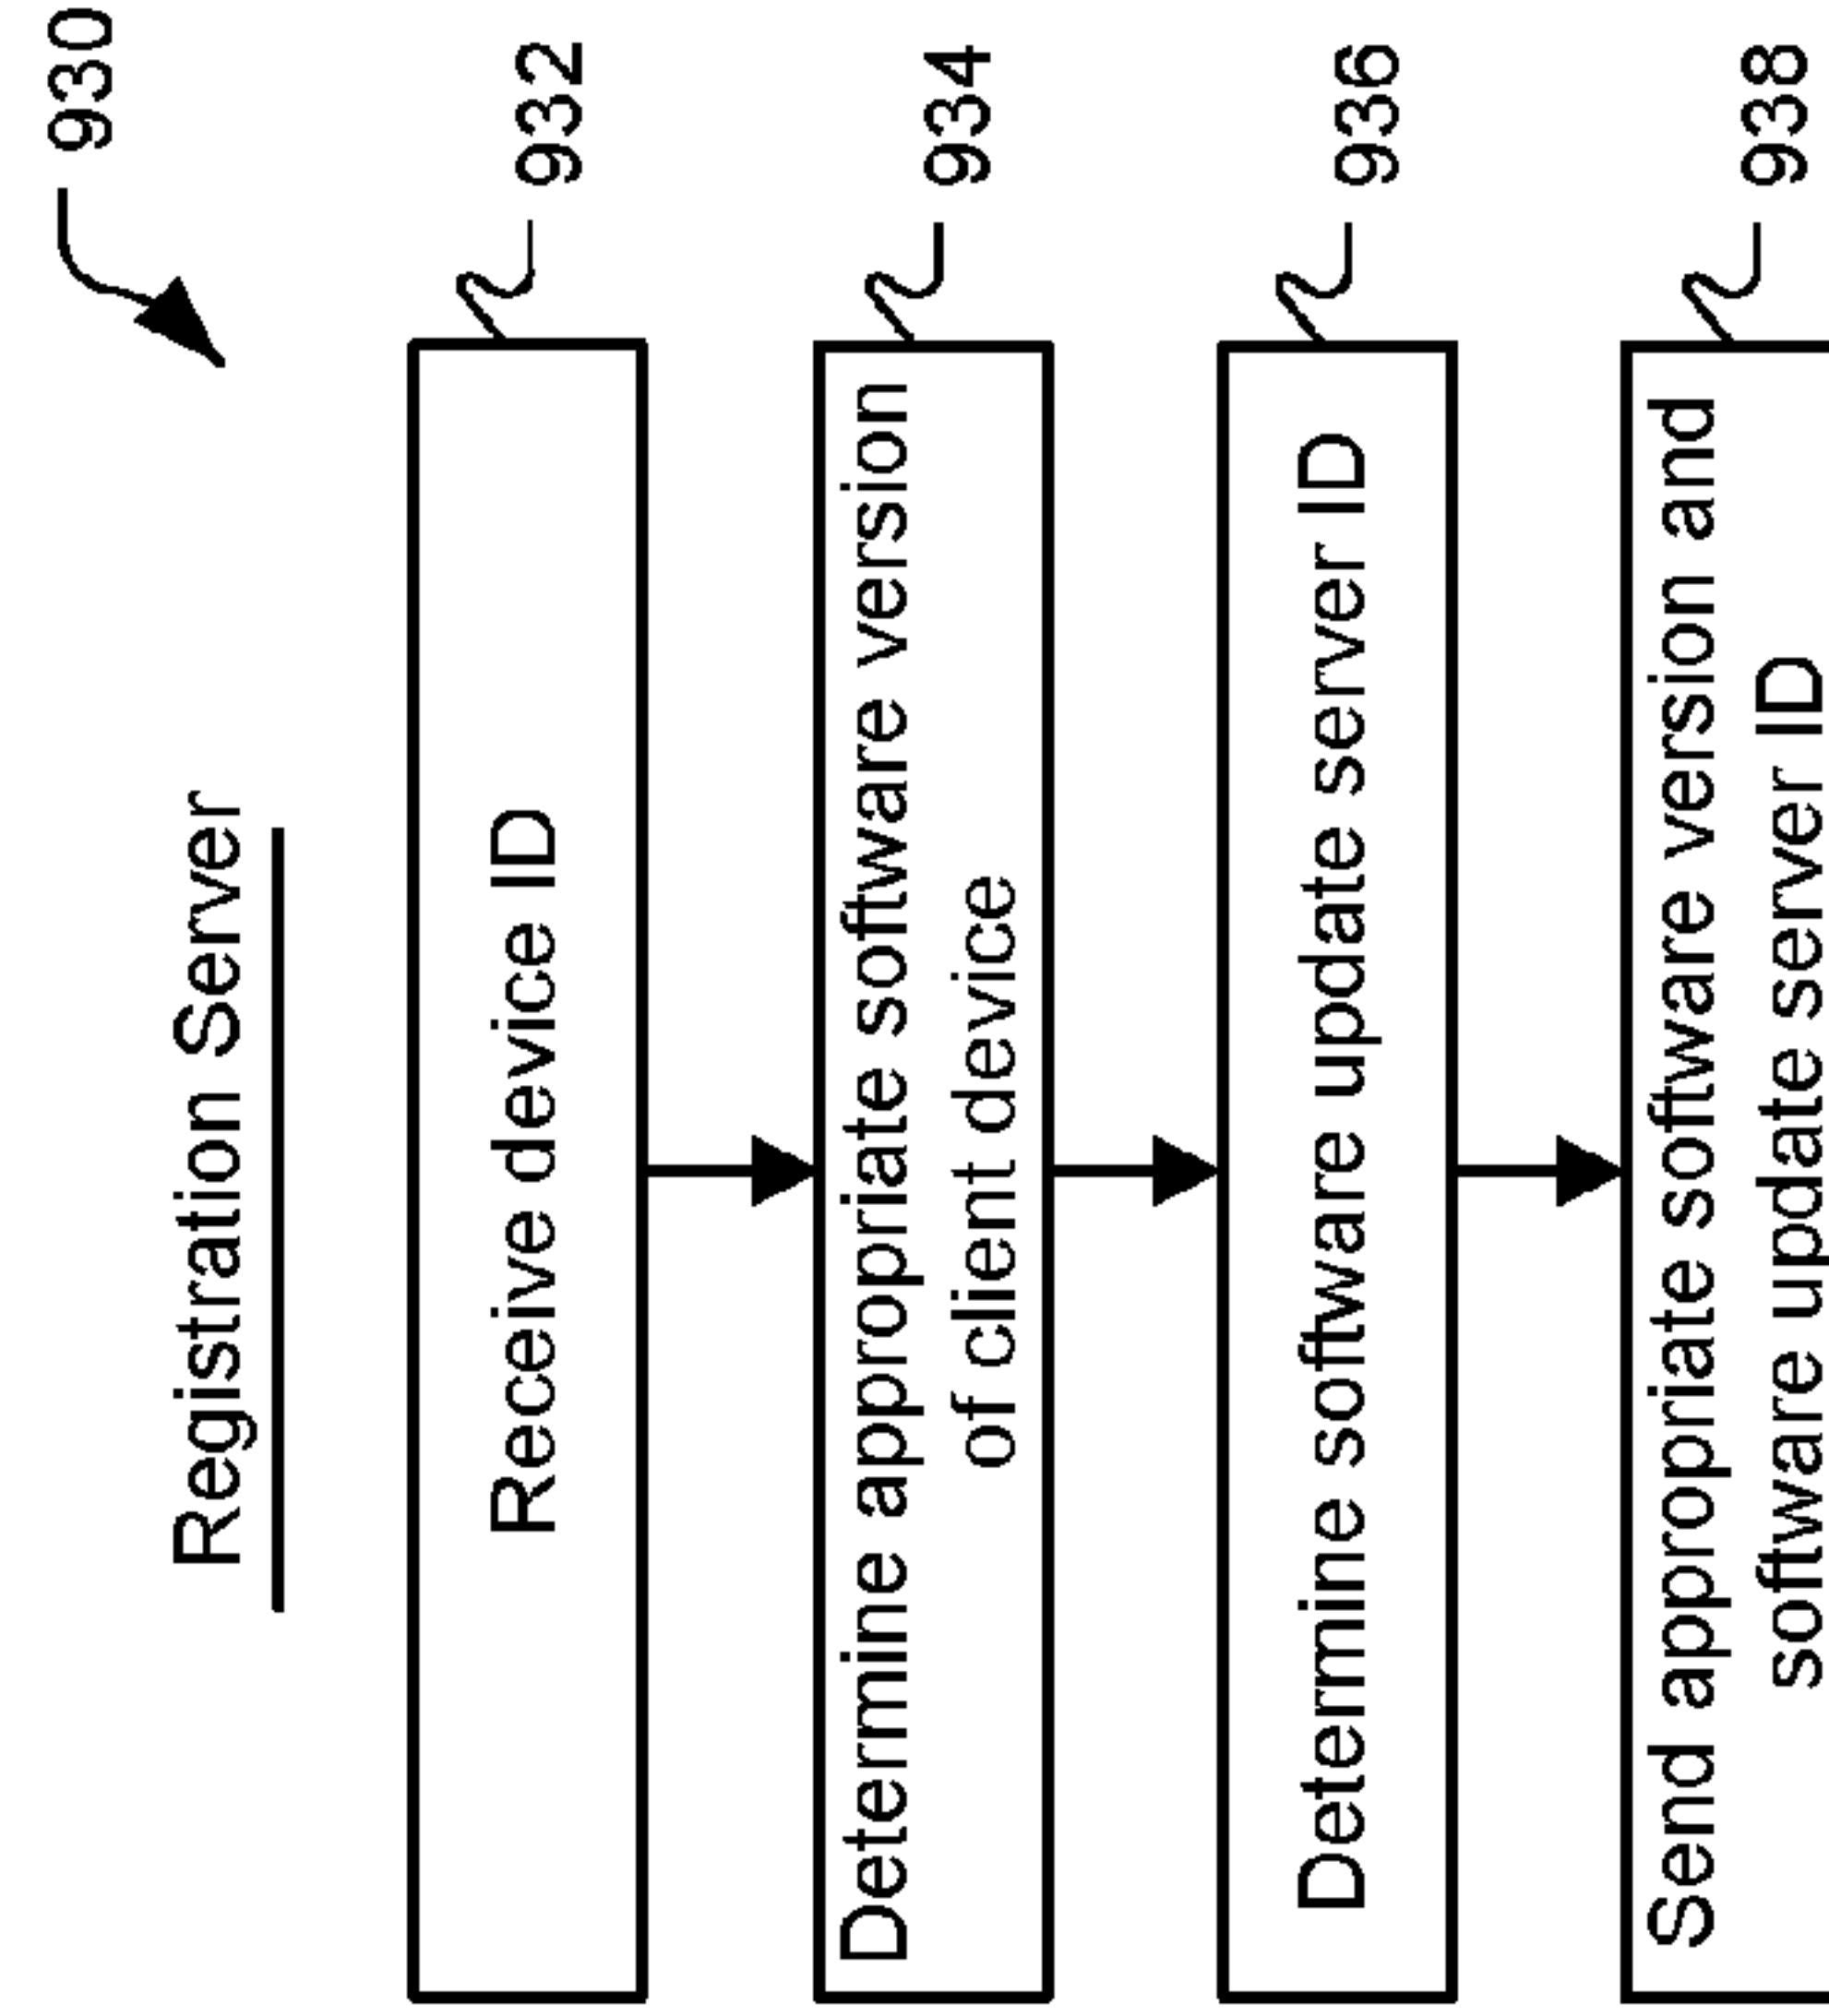 930
Registration Server
Receive device ID
932
Determine appropriate software version
of client device
934
Determine software update server ID
936
Send appropriate software version and
software update server ID
938